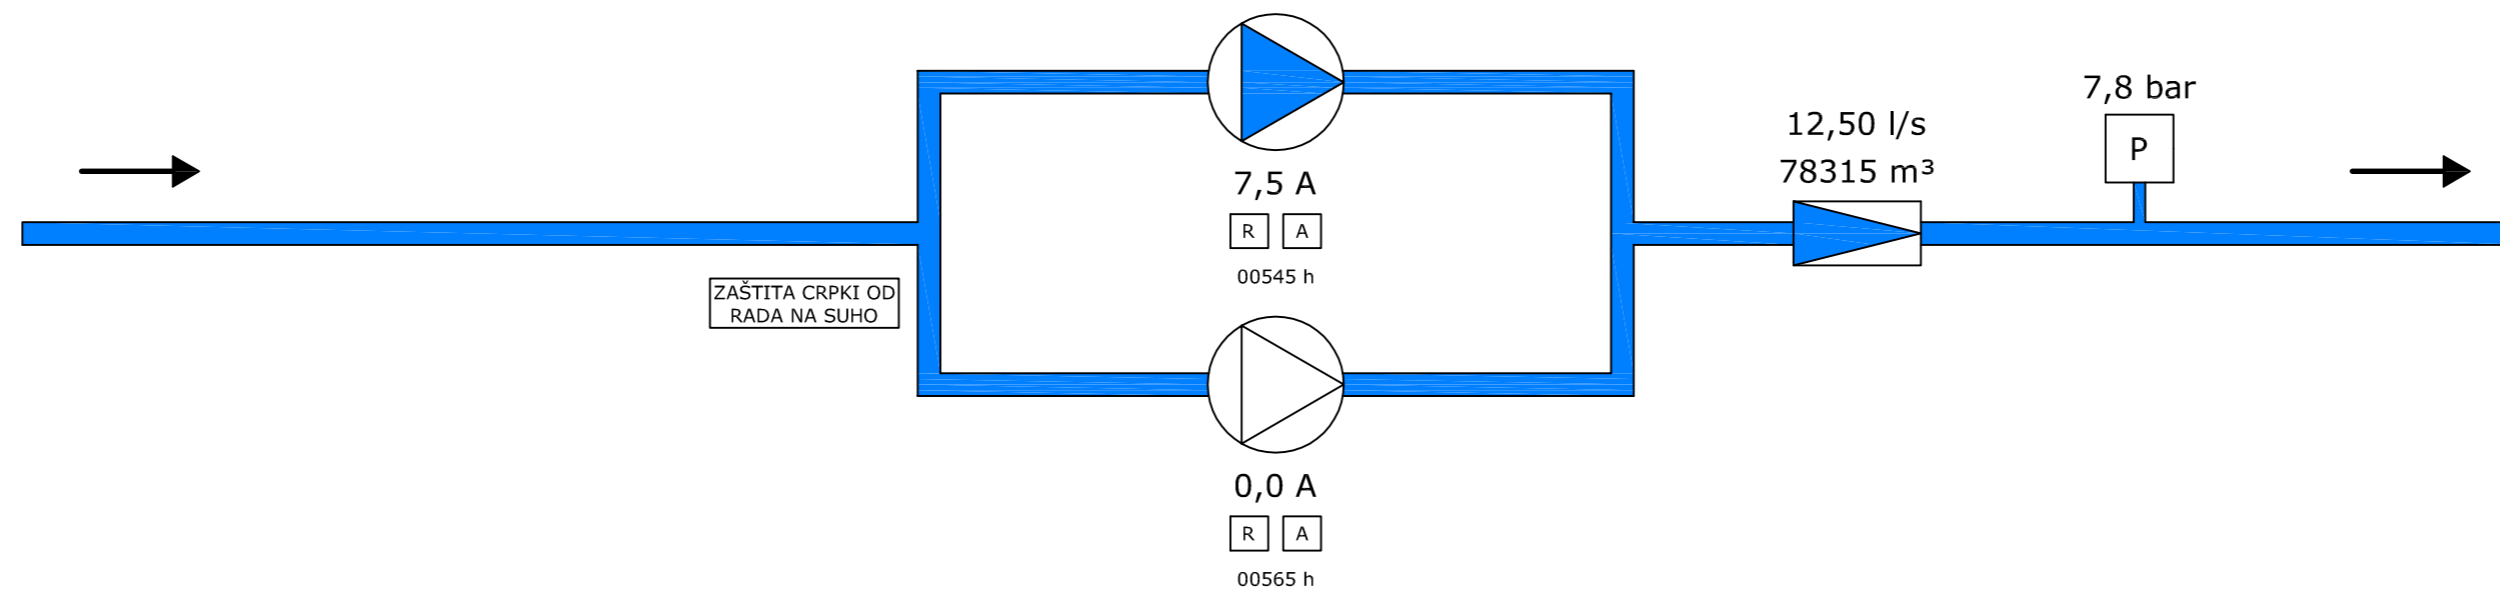 7,8 bar
12,50 l/s
78315 m³
P
7,5 A
R A
00545 h
ZAŠTITA CRPKI OD
RADA NA SUHO
0,0 A
R A
00565 h